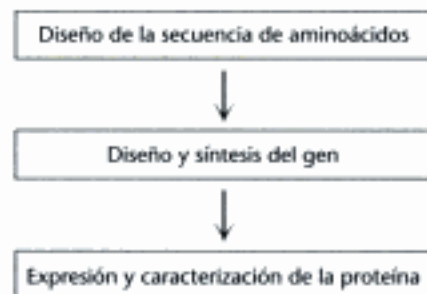 Diseño de la secuencia de aminoácidos
Diseño y síntesis del gen
Expresión y caracterización de la proteína